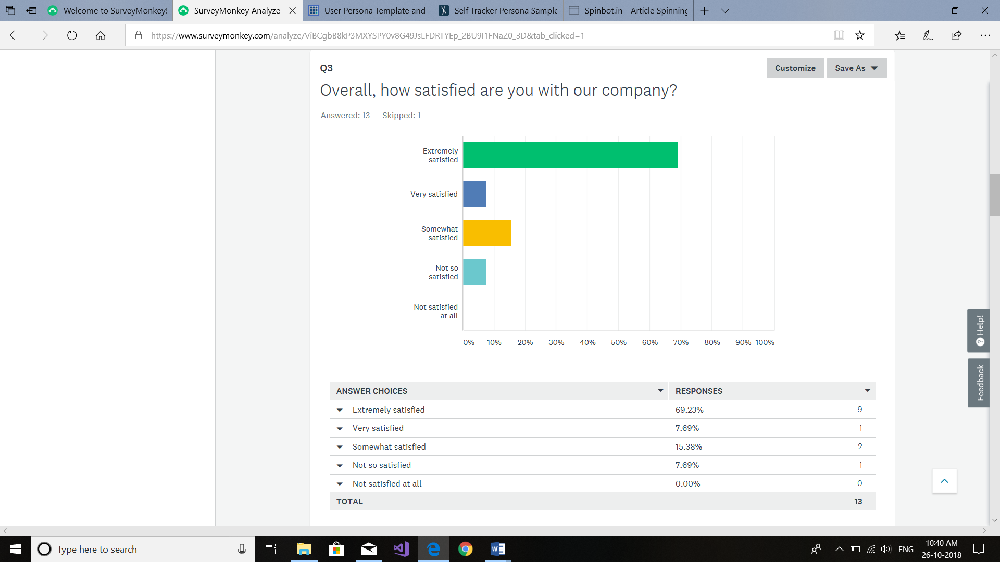 Welcome to SurveyMonkey!
SurveyMonkey Analyze
User Persona Template and
Self Tracker Persona Sample
Spinbot.in - Article Spinning
https://www.surveymonkey.com/analyze/ViBCgbB8kP3MXYSPY0v8G49JsLFDRTYEp_2BU9I1FNaZ0_3D&tab_clicked=1
Q3
Customize
Save As
Overall, how satisfied are you with our company?
Answered: 13 Skipped: 1
Extremely
satisfied
Very satisfied
Somewhat
satisfied
Not so
satisfied
Not satisfied
at all
0% 10% 20% 30% 40% 50% 60% 70% 80% 90% 100%
Help!
Feedback
ANSWER CHOICES RESPONSES
Extremely satisfied 69.23% 9
Very satisfied 7.69% 1
Somewhat satisfied 15.38% 2
Not so satisfied 7.69% 1
Not satisfied at all 0.00% 0
TOTAL 13
Type here to search
ENG
10:40 AM
26-10-2018